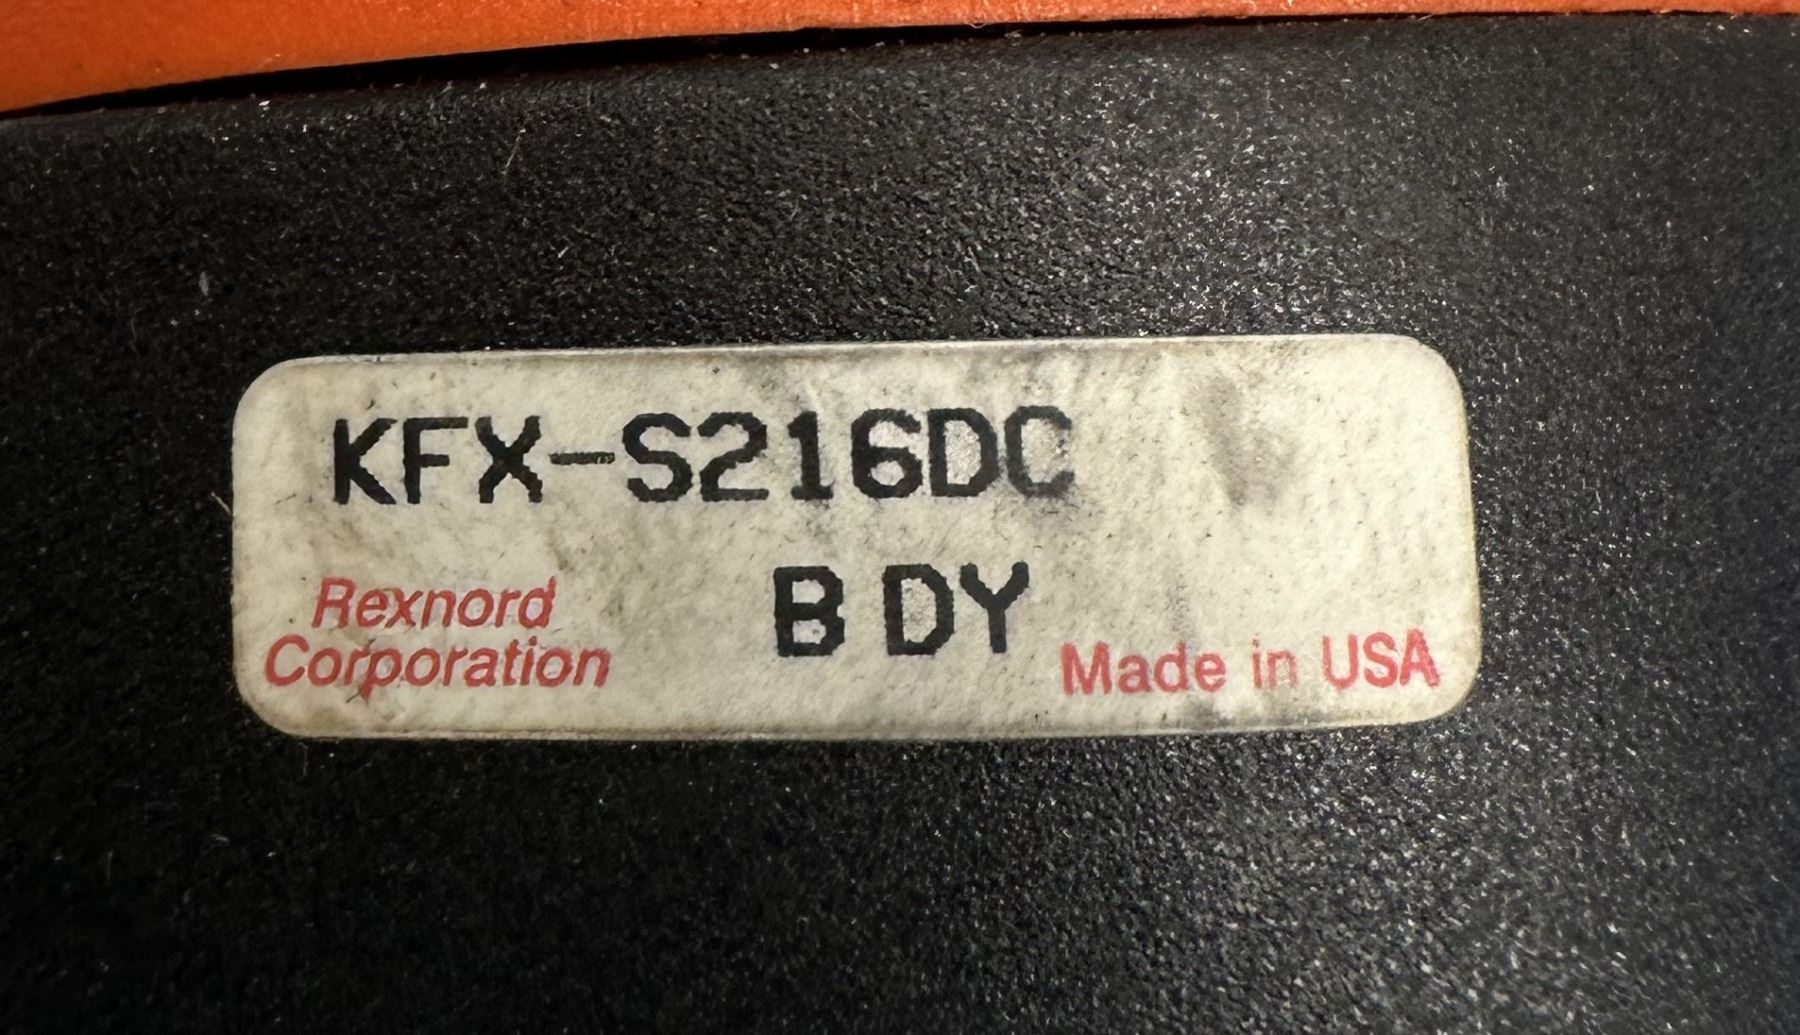 KFX-S216DC
B DY
Rexnord
Corporation
Made in USA